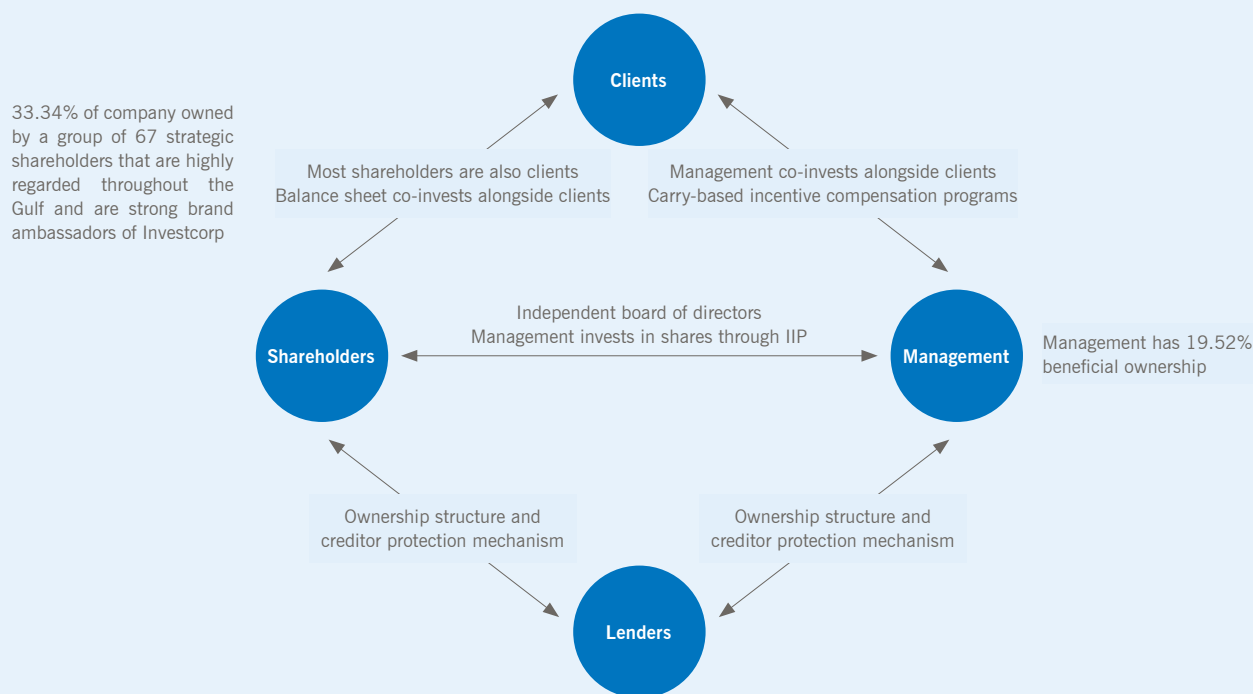 Clients
33.34% of company owned
by a group of 67 strategic
shareholders that are highly
regarded throughout the
Gulf and are strong brand
ambassadors of Investcorp
Most shareholders are also clients
Balance sheet co-invests alongside clients
Management co-invests alongside clients
Carry-based incentive compensation programs
Shareholders
Independent board of directors
Management invests in shares through IIP
Management
Management has 19.52%
beneficial ownership
Ownership structure and
creditor protection mechanism
Ownership structure and
creditor protection mechanism
Lenders